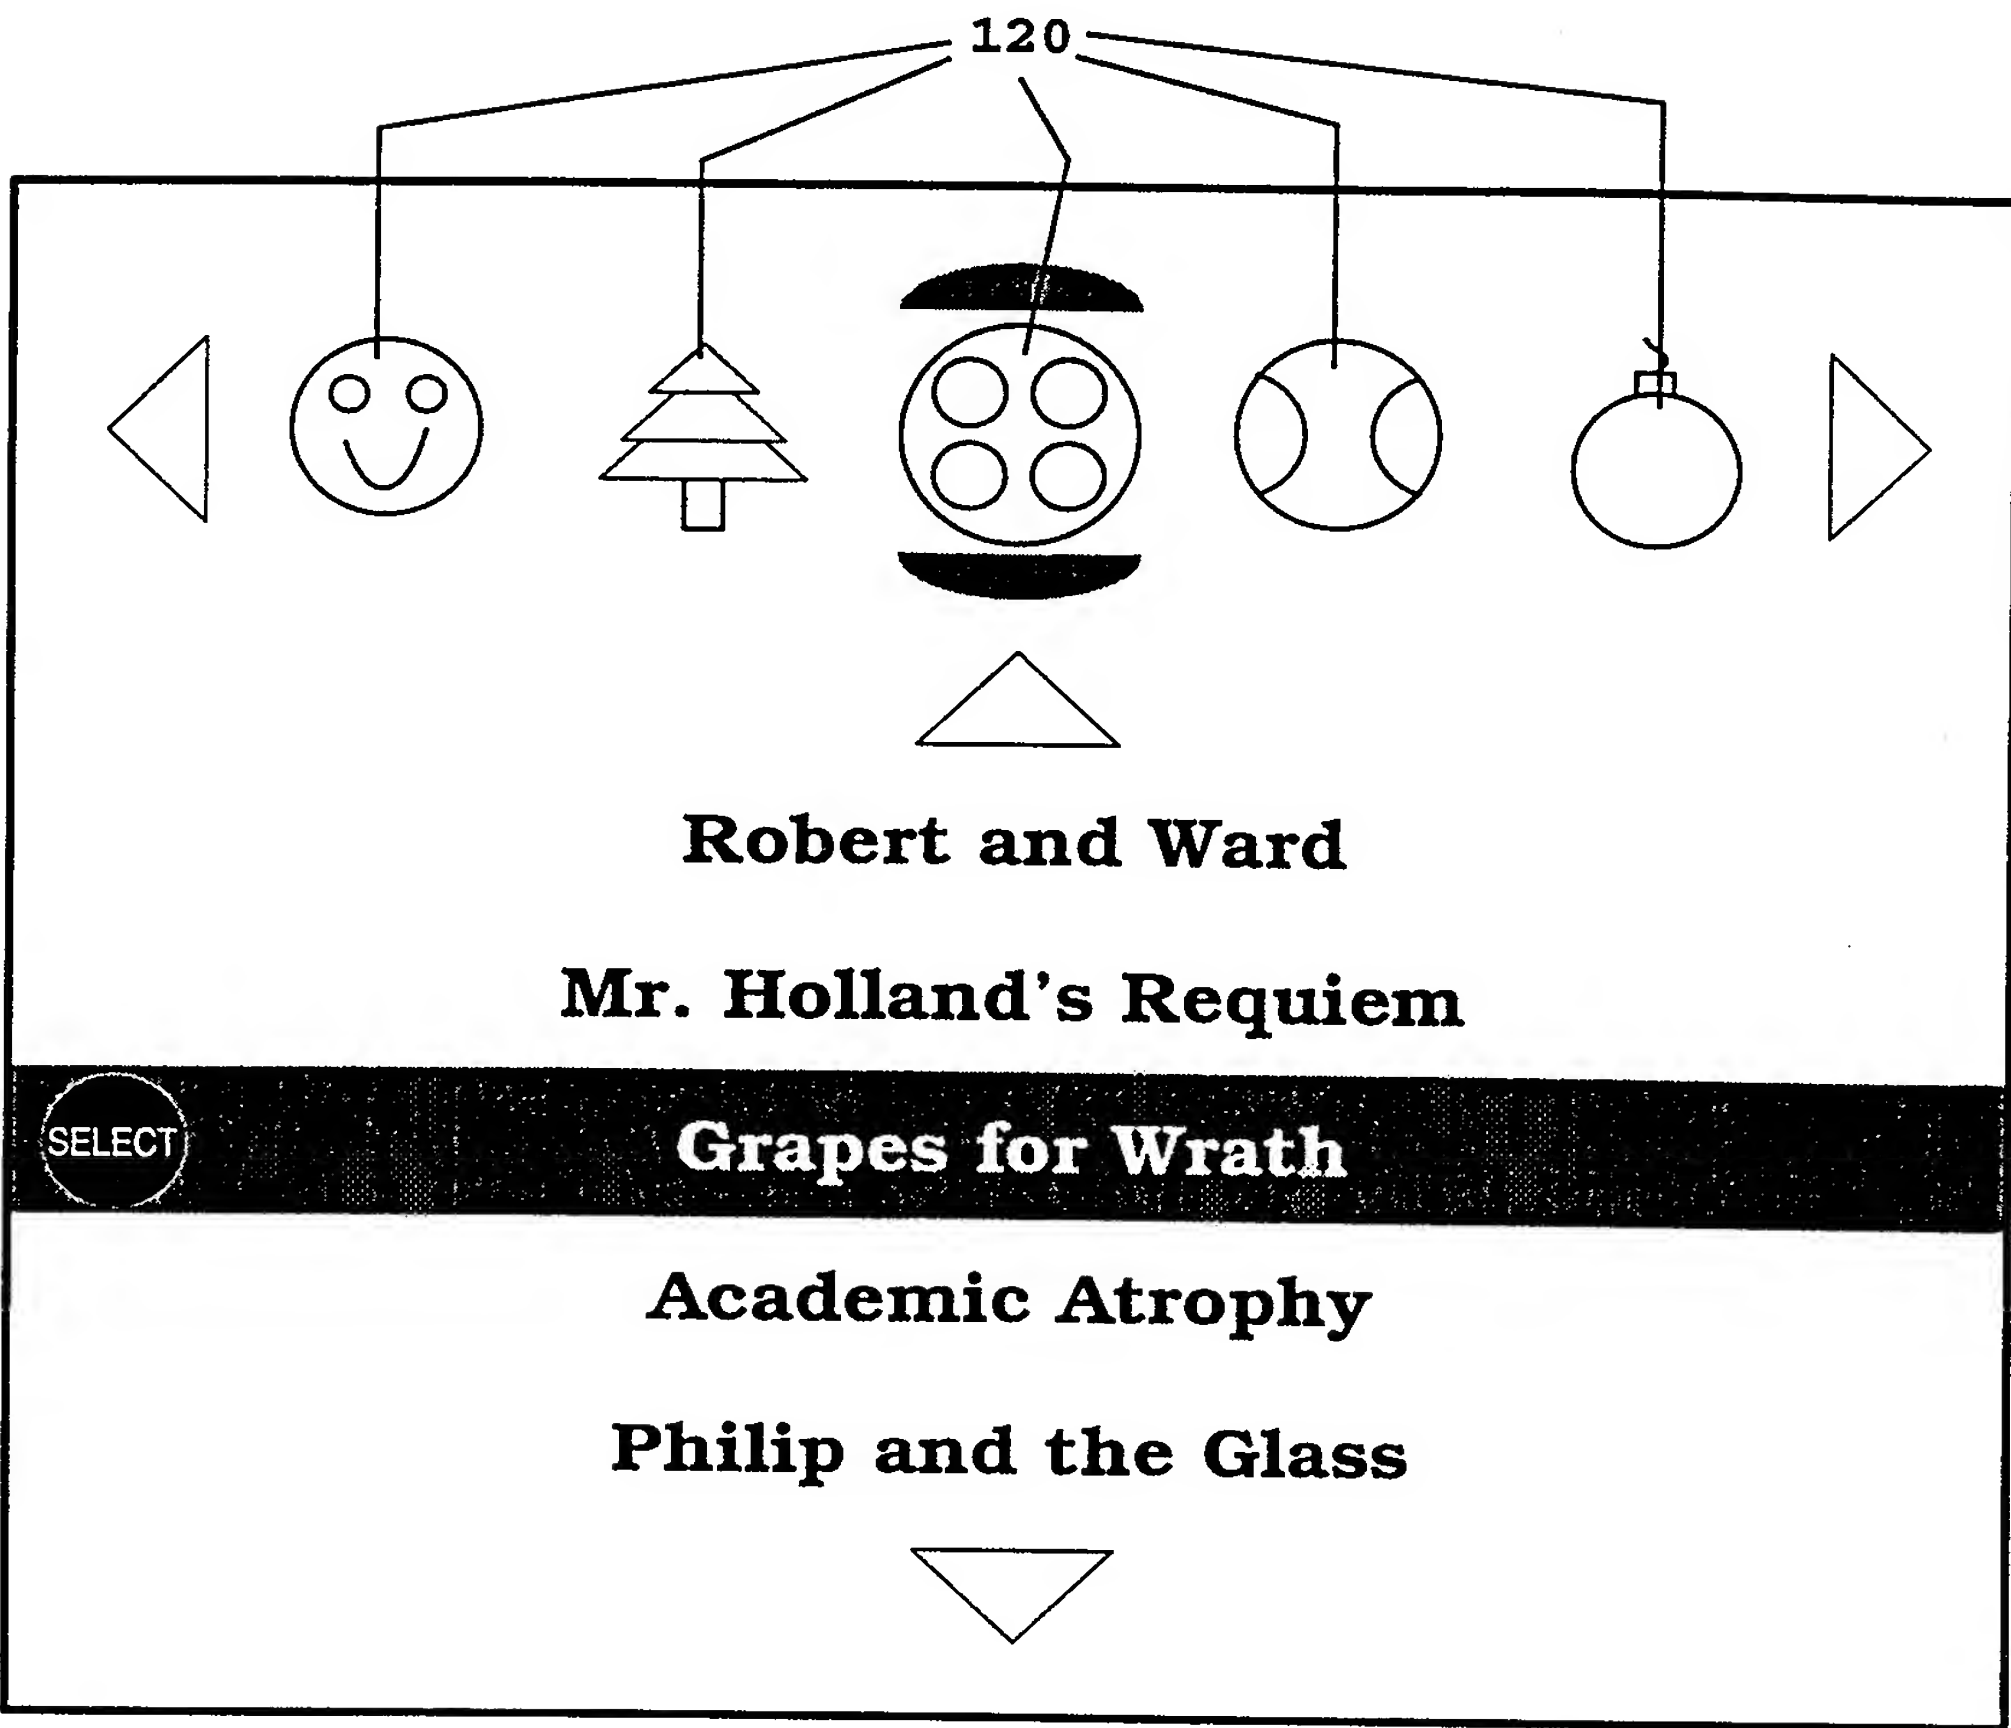 120
Robert and Ward
Mr. Holland's Requiem
SELECT Grapes for Wrath
Academic Atrophy
Philip and the Glass